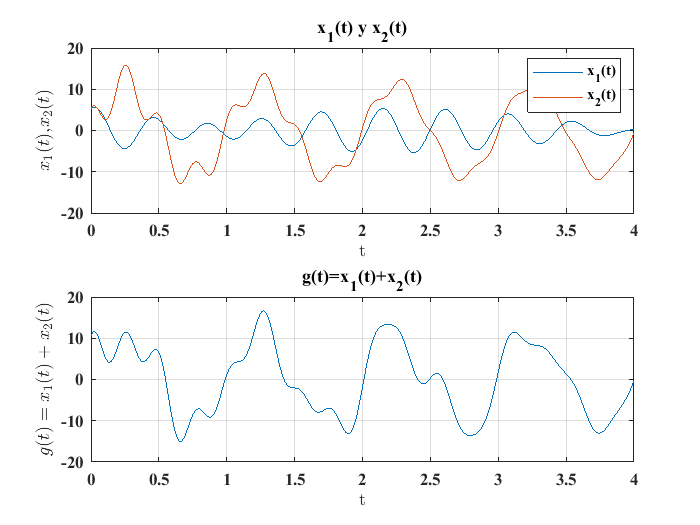 x1(t) y x2(t)
20
10
0
-10
-20
x1(t),x2(t)
x1(t)
x2(t)
0 0.5 1 1.5 2 2.5 3 3.5 4
t
g(t)=x1(t)+x2(t)
20
10
0
-10
-20
g(t) = x1(t) + x2(t)
0 0.5 1 1.5 2 2.5 3 3.5 4
t